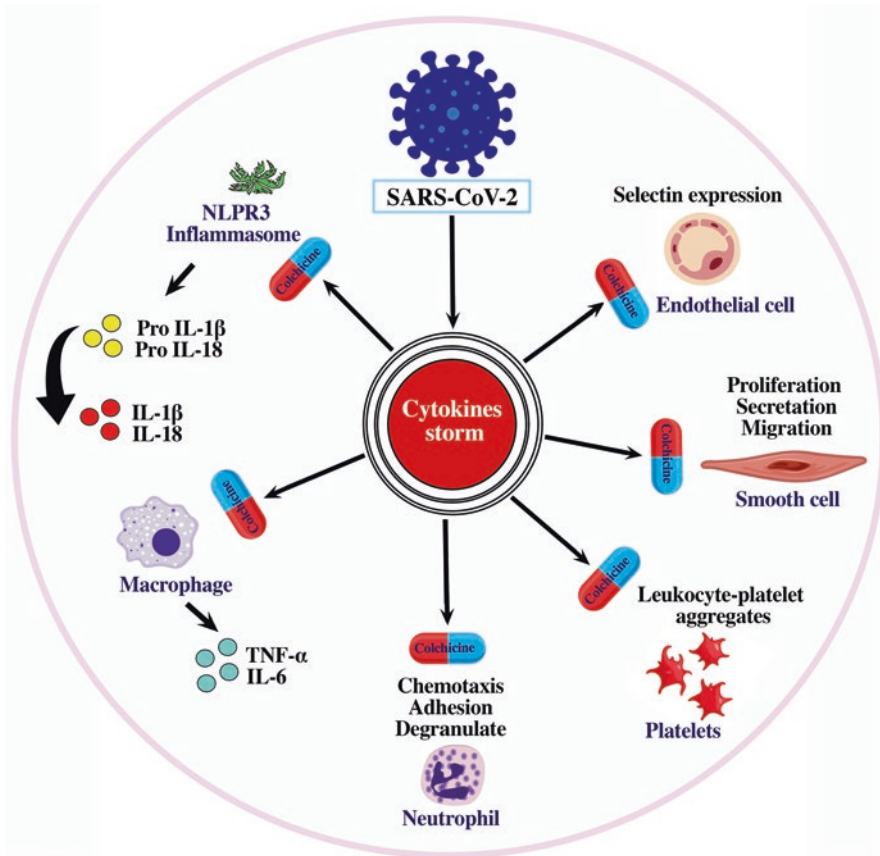 SARS-CoV-2
NLPR3
Inflammasome
Colchicine
Pro IL-1β
Pro IL-18
IL-1β
IL-18
Selectin expression
Colchicine
Endothelial cell
Cytokines
storm
Proliferation
Secretation
Migration
Colchicine
Smooth cell
Colchicine
Macrophage
TNF-α
IL-6
Colchicine
Chemotaxis
Adhesion
Degranulate
Neutrophil
Colchicine
Leukocyte-platelet
aggregates
Platelets